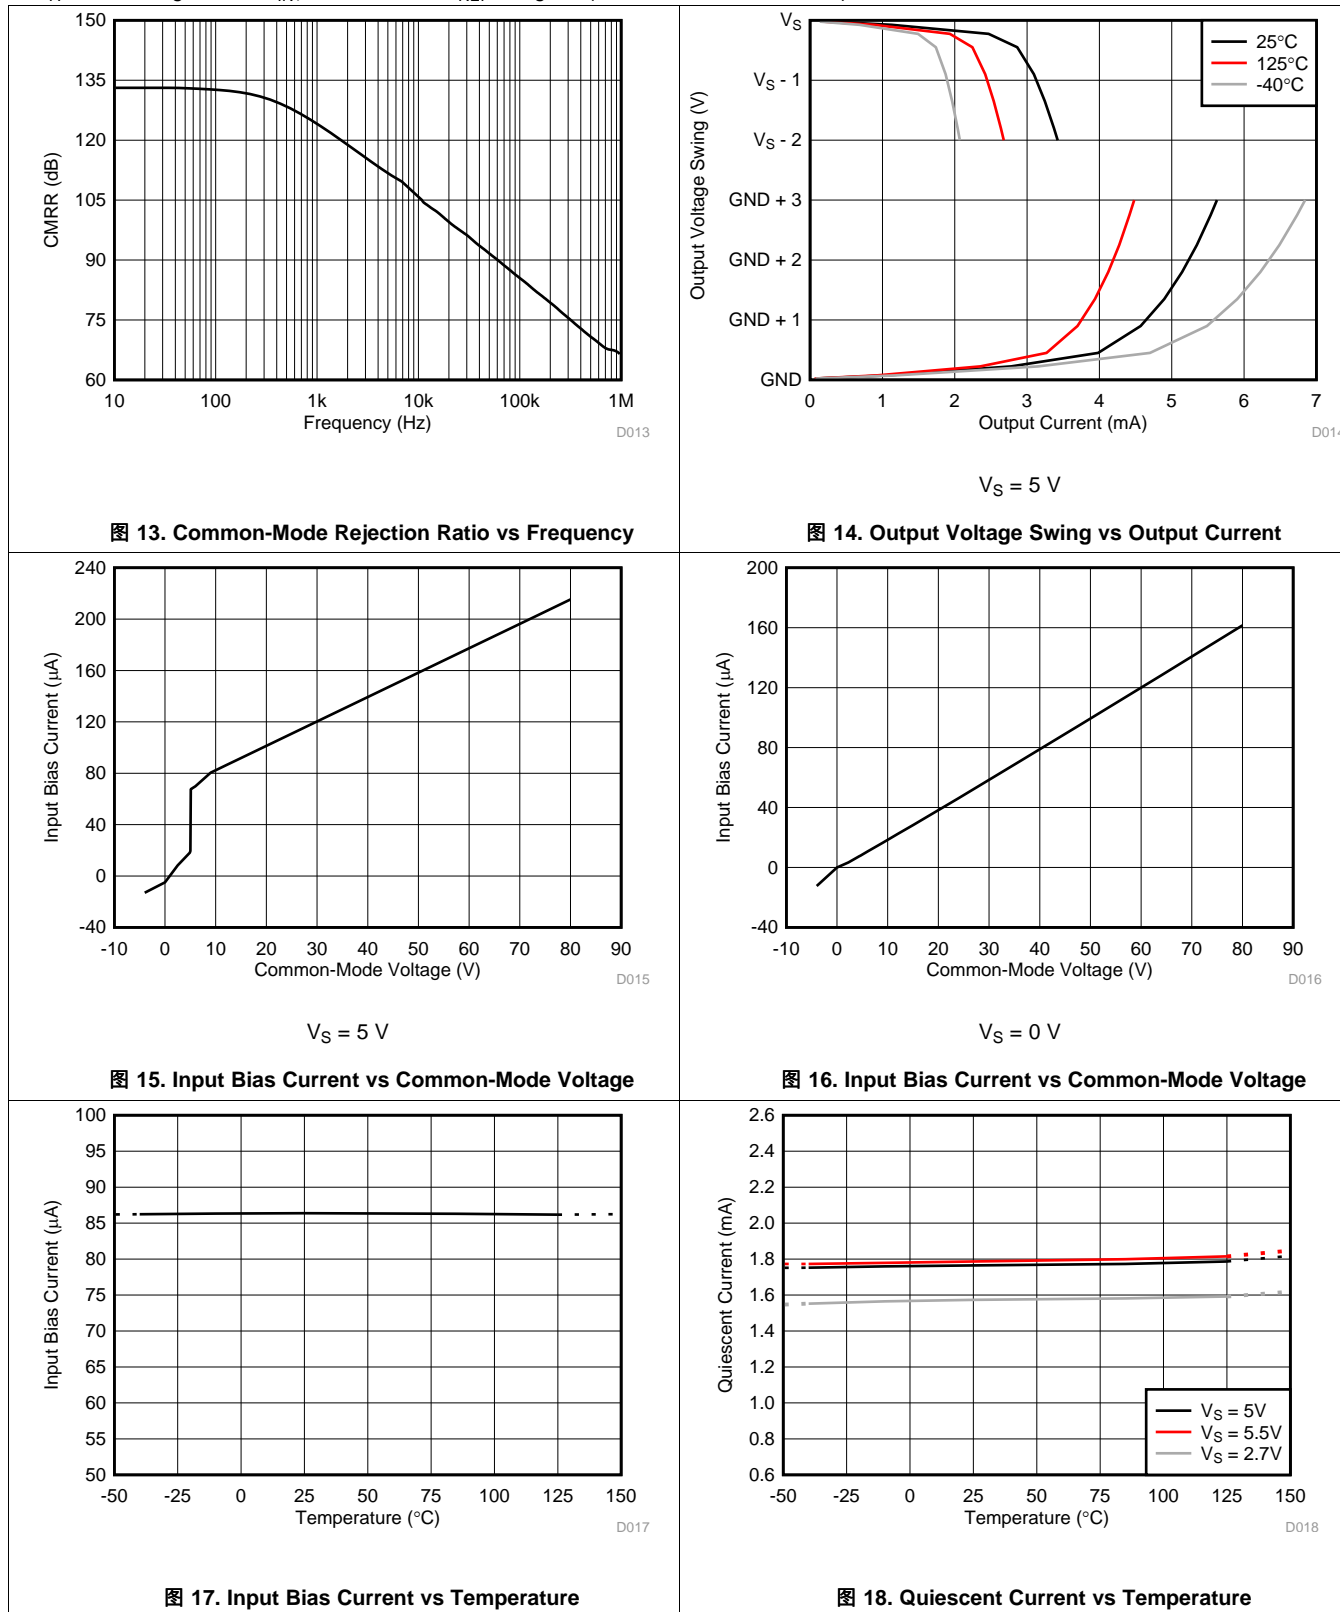 150
135
120
105
90
75
60
CMRR (dB)
10 100 1k 10k 100k 1M
Frequency (Hz)
D013
图 13. Common-Mode Rejection Ratio vs Frequency
VS
VS - 1
VS - 2
GND + 3
GND + 2
GND + 1
GND
Output Voltage Swing (V)
25°C
125°C
-40°C
0 1 2 3 4 5 6 7
Output Current (mA)
D014
VS = 5 V
图 14. Output Voltage Swing vs Output Current
240
200
160
120
80
40
0
-40
Input Bias Current (μA)
-10 0 10 20 30 40 50 60 70 80 90
Common-Mode Voltage (V)
D015
VS = 5 V
图 15. Input Bias Current vs Common-Mode Voltage
200
160
120
80
40
0
-40
Input Bias Current (μA)
-10 0 10 20 30 40 50 60 70 80 90
Common-Mode Voltage (V)
D016
VS = 0 V
图 16. Input Bias Current vs Common-Mode Voltage
100
95
90
85
80
75
70
65
60
55
50
Input Bias Current (μA)
-50 -25 0 25 50 75 100 125 150
Temperature (°C)
D017
图 17. Input Bias Current vs Temperature
2.6
2.4
2.2
2.0
1.8
1.6
1.4
1.2
1.0
0.8
0.6
Quiescent Current (mA)
VS = 5V
VS = 5.5V
VS = 2.7V
-50 -25 0 25 50 75 100 125 150
Temperature (°C)
D018
图 18. Quiescent Current vs Temperature